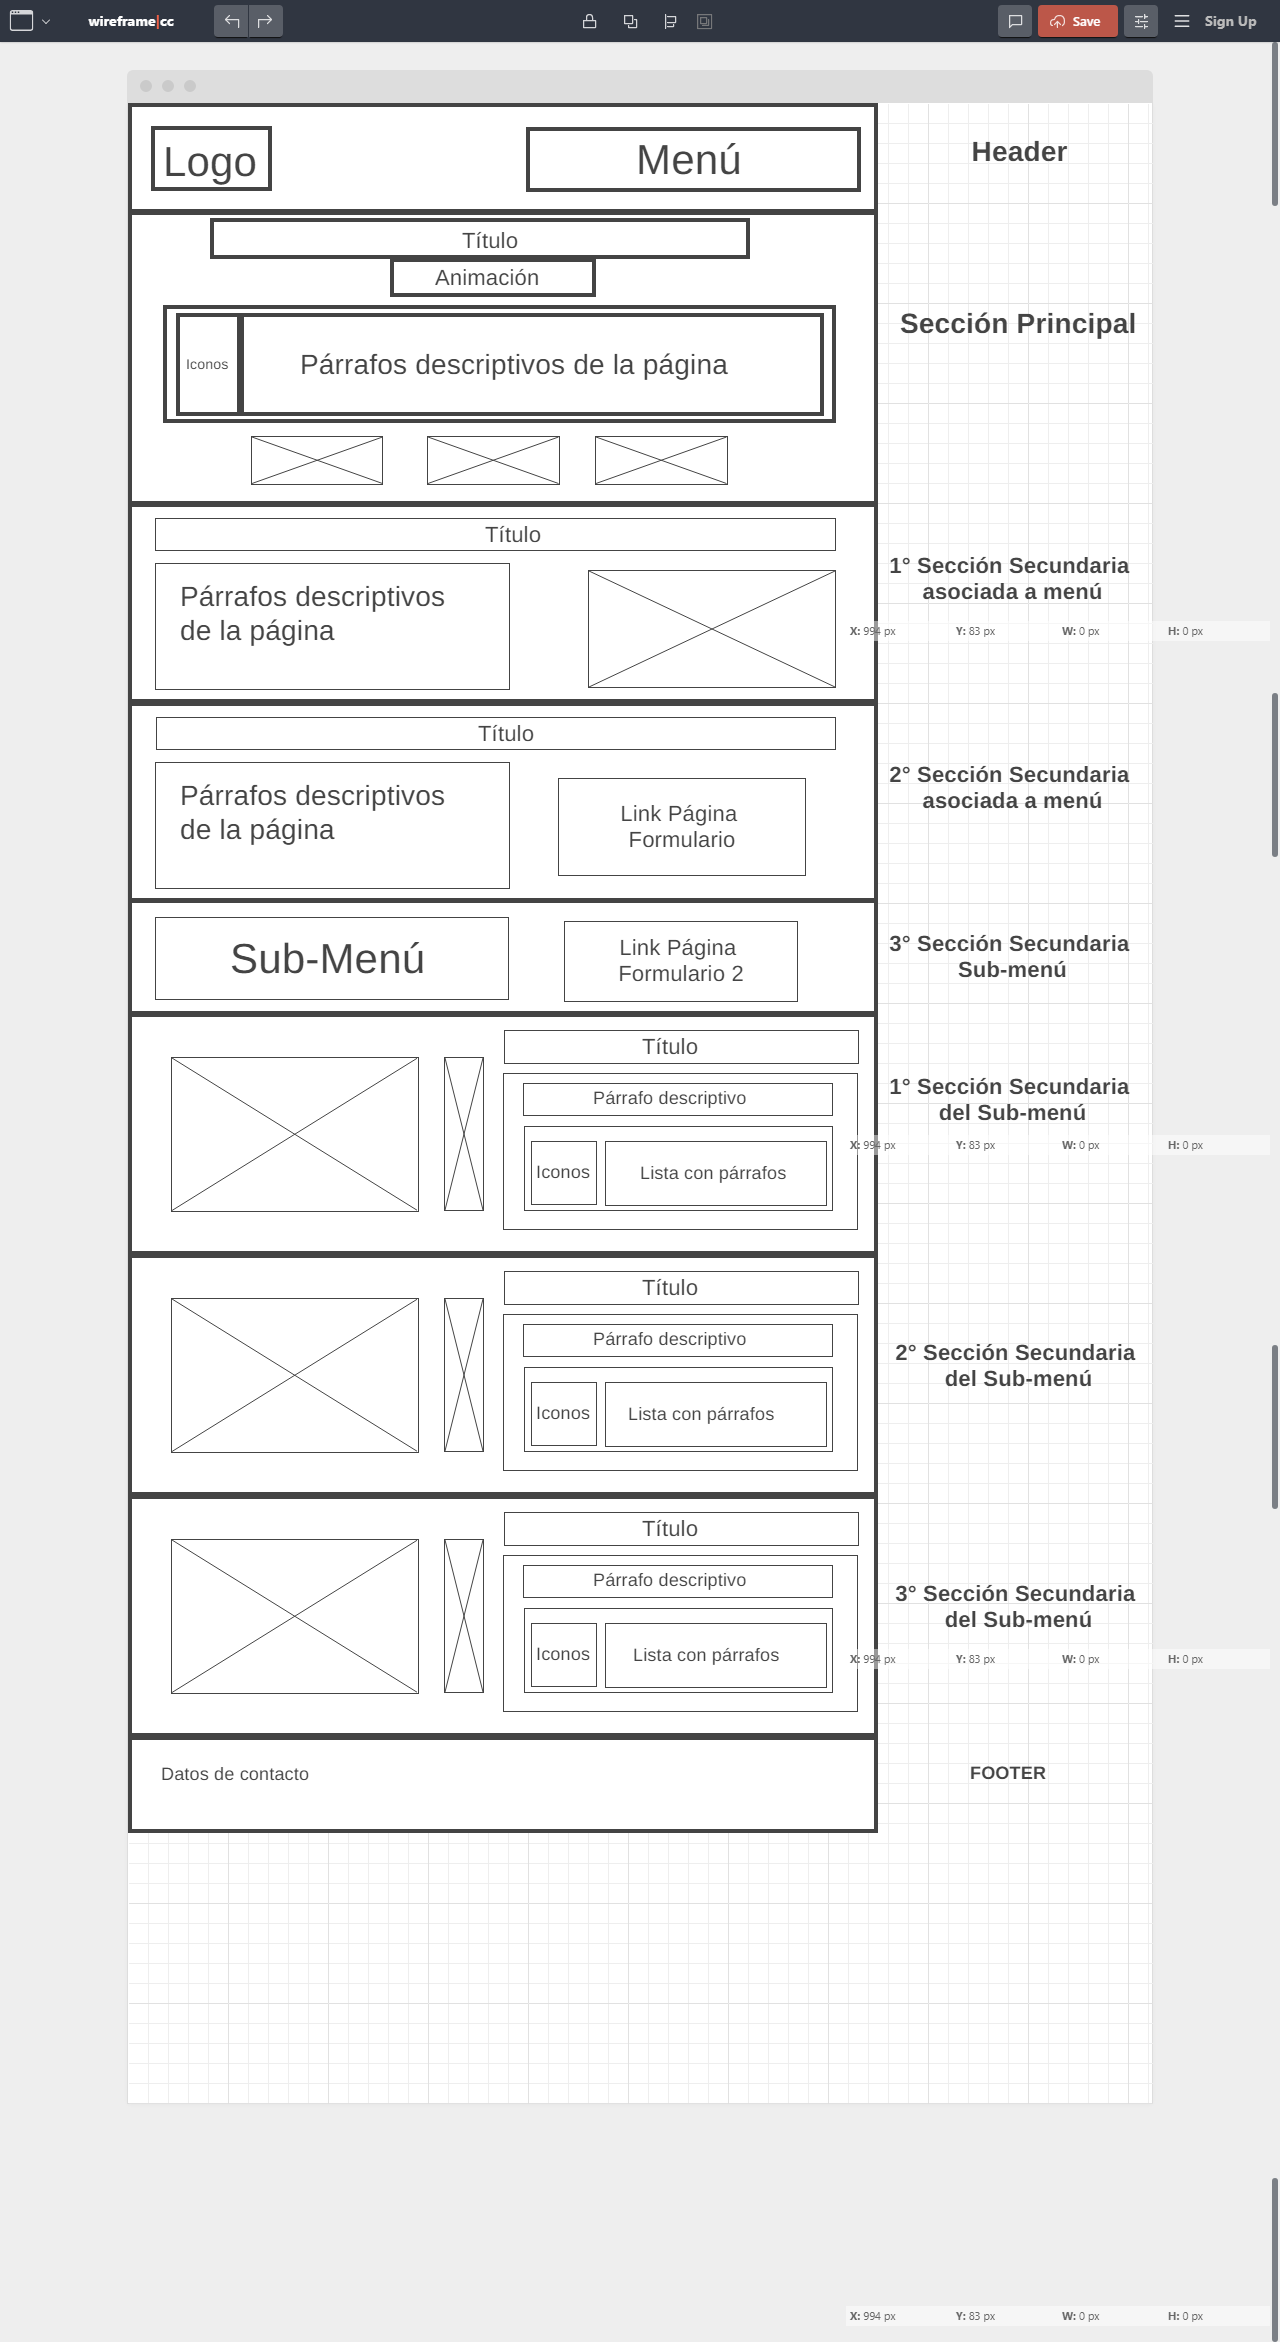 wireframe|cc
Save
Sign Up
Logo
Menú
Header
Título
Animación
Sección Principal
Iconos
Párrafos descriptivos de la página
Título
1° Sección Secundaria
asociada a menú
Párrafos descriptivos
de la página
X: 994 px Y: 83 px W: 0 px H: 0 px
Título
2° Sección Secundaria
asociada a menú
Párrafos descriptivos
de la página
Link Página
Formulario
Sub-Menú
Link Página
Formulario 2
3° Sección Secundaria
Sub-menú
Título
1° Sección Secundaria
del Sub-menú
Párrafo descriptivo
X: 994 px Y: 83 px W: 0 px H: 0 px
Iconos
Lista con párrafos
Título
Párrafo descriptivo
2° Sección Secundaria
del Sub-menú
Iconos
Lista con párrafos
Título
Párrafo descriptivo
3° Sección Secundaria
del Sub-menú
Iconos
Lista con párrafos
X: 994 px Y: 83 px W: 0 px H: 0 px
Datos de contacto
FOOTER
X: 994 px Y: 83 px W: 0 px H: 0 px